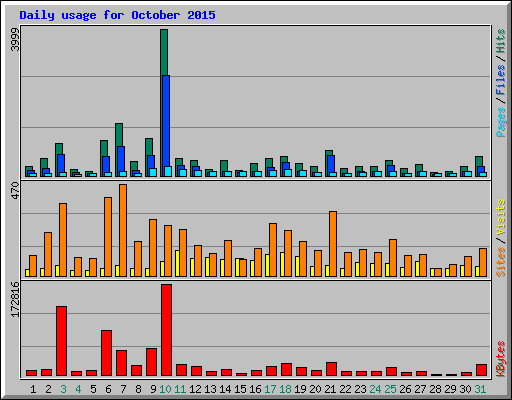 Daily usage for October 2015
3999
Pages / Files / Hits
470
Sites / Visits
172816
KBytes
1 2 3 4 5 6 7 8 9 10 11 12 13 14 15 16 17 18 19 20 21 22 23 24 25 26 27 28 29 30 31